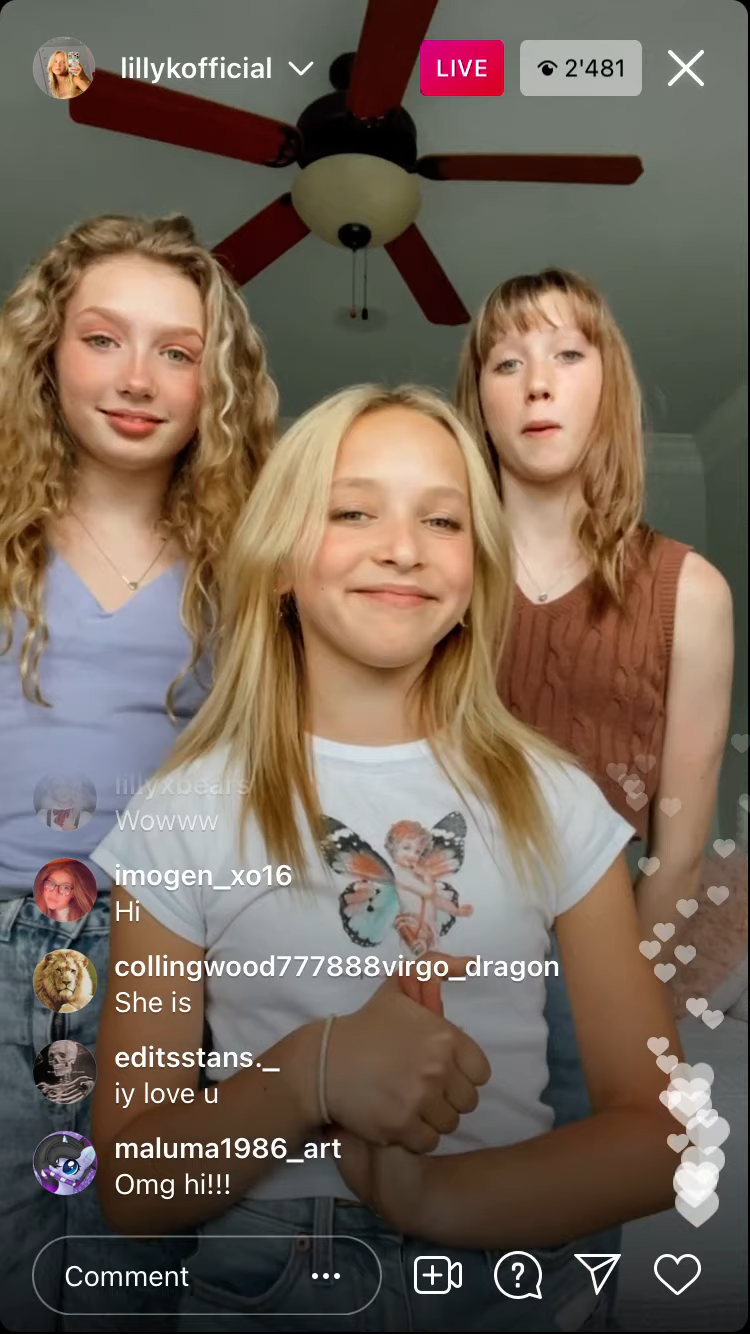 lillykofficial
LIVE
2'481
lillyxbears
Wowww
imogen_xo16
Hi
collingwood777888virgo_dragon
She is
editsstans._
iy love u
maluma1986_art
Omg hi!!!
Comment